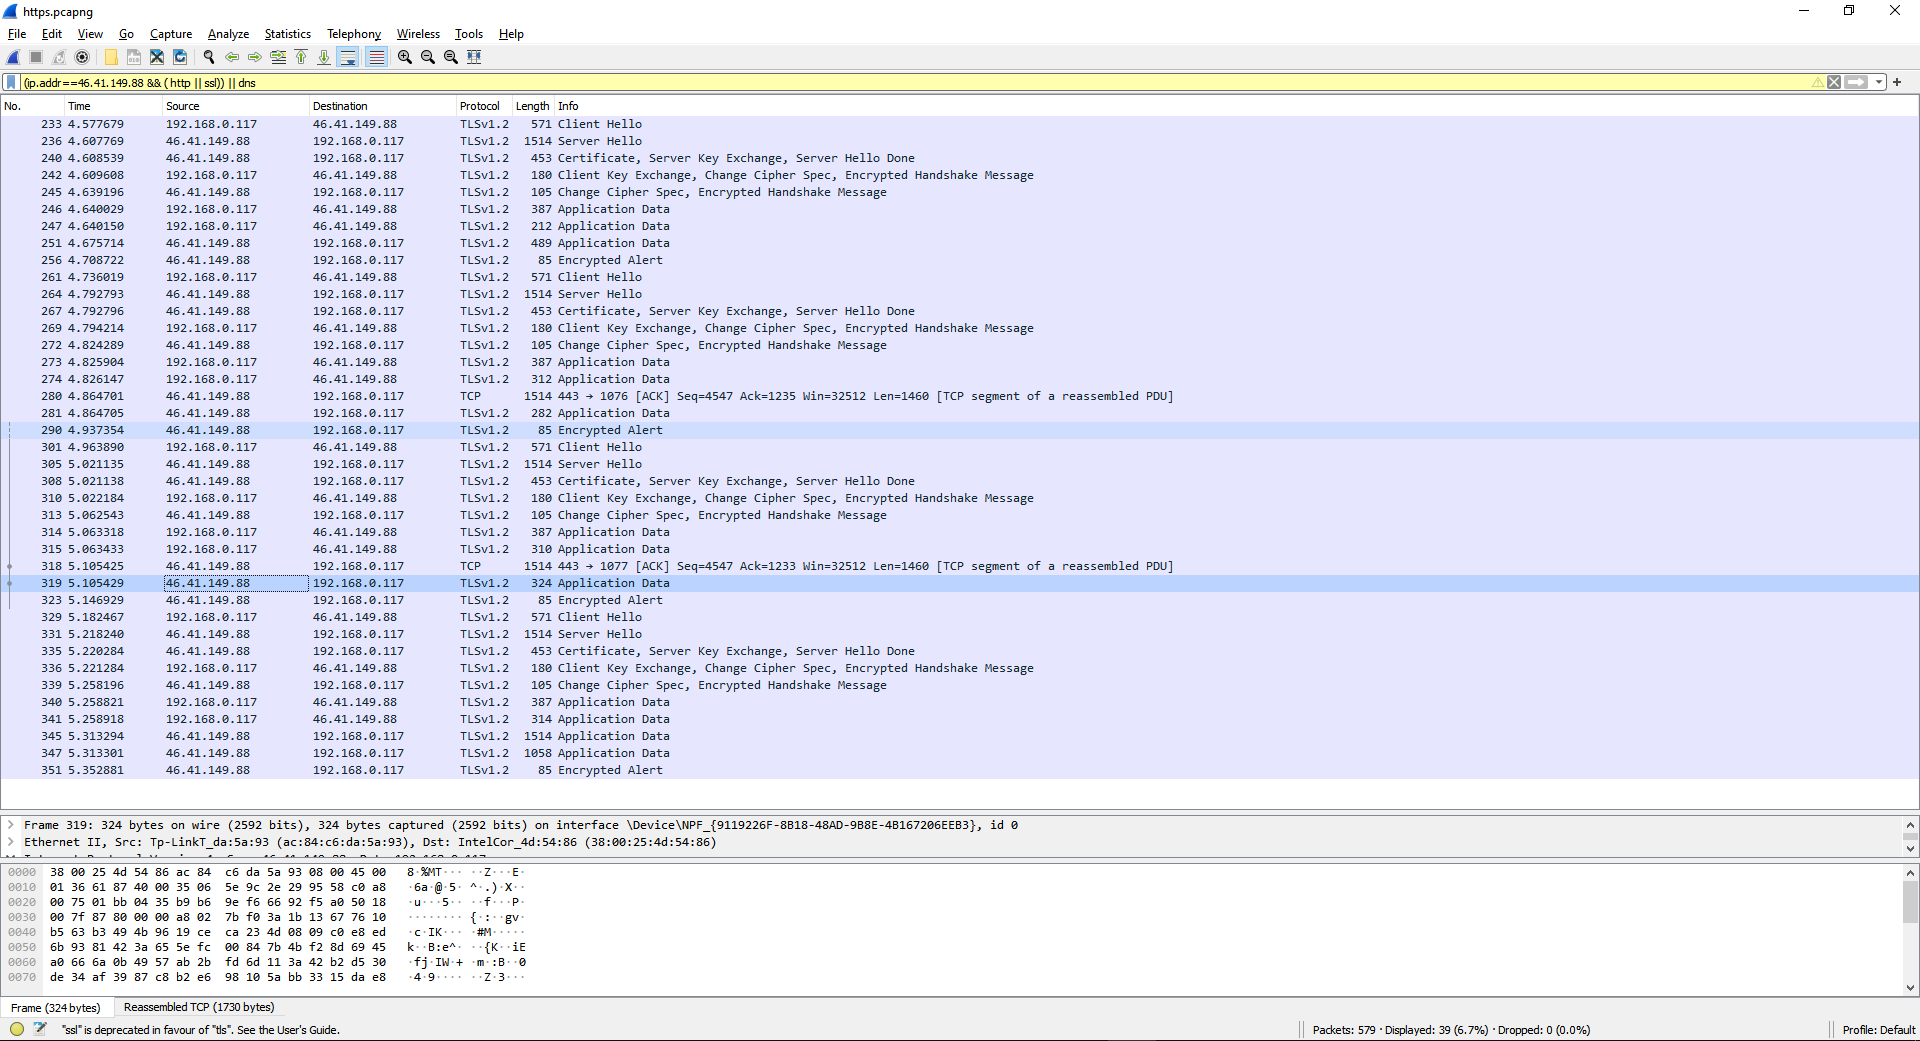 https.pcapng
File Edit View Go Capture Analyze Statistics Telephony Wireless Tools Help
(ip.addr==46.41.149.88 && ( http || ssl)) || dns
No. Time Source Destination Protocol Length Info
233 4.577679 192.168.0.117 46.41.149.88 TLSv1.2 571 Client Hello
236 4.607769 46.41.149.88 192.168.0.117 TLSv1.2 1514 Server Hello
240 4.608539 46.41.149.88 192.168.0.117 TLSv1.2 453 Certificate, Server Key Exchange, Server Hello Done
242 4.609608 192.168.0.117 46.41.149.88 TLSv1.2 180 Client Key Exchange, Change Cipher Spec, Encrypted Handshake Message
245 4.639196 46.41.149.88 192.168.0.117 TLSv1.2 105 Change Cipher Spec, Encrypted Handshake Message
246 4.640029 192.168.0.117 46.41.149.88 TLSv1.2 387 Application Data
247 4.640150 192.168.0.117 46.41.149.88 TLSv1.2 212 Application Data
251 4.675714 46.41.149.88 192.168.0.117 TLSv1.2 489 Application Data
256 4.708722 46.41.149.88 192.168.0.117 TLSv1.2 85 Encrypted Alert
261 4.736019 192.168.0.117 46.41.149.88 TLSv1.2 571 Client Hello
264 4.792793 46.41.149.88 192.168.0.117 TLSv1.2 1514 Server Hello
267 4.792796 46.41.149.88 192.168.0.117 TLSv1.2 453 Certificate, Server Key Exchange, Server Hello Done
269 4.794214 192.168.0.117 46.41.149.88 TLSv1.2 180 Client Key Exchange, Change Cipher Spec, Encrypted Handshake Message
272 4.824289 46.41.149.88 192.168.0.117 TLSv1.2 105 Change Cipher Spec, Encrypted Handshake Message
273 4.825904 192.168.0.117 46.41.149.88 TLSv1.2 387 Application Data
274 4.826147 192.168.0.117 46.41.149.88 TLSv1.2 312 Application Data
280 4.864701 46.41.149.88 192.168.0.117 TCP 1514 443 → 1076 [ACK] Seq=4547 Ack=1235 Win=32512 Len=1460 [TCP segment of a reassembled PDU]
281 4.864705 46.41.149.88 192.168.0.117 TLSv1.2 282 Application Data
290 4.937354 46.41.149.88 192.168.0.117 TLSv1.2 85 Encrypted Alert
301 4.963890 192.168.0.117 46.41.149.88 TLSv1.2 571 Client Hello
305 5.021135 46.41.149.88 192.168.0.117 TLSv1.2 1514 Server Hello
308 5.021138 46.41.149.88 192.168.0.117 TLSv1.2 453 Certificate, Server Key Exchange, Server Hello Done
310 5.022184 192.168.0.117 46.41.149.88 TLSv1.2 180 Client Key Exchange, Change Cipher Spec, Encrypted Handshake Message
313 5.062543 46.41.149.88 192.168.0.117 TLSv1.2 105 Change Cipher Spec, Encrypted Handshake Message
314 5.063318 192.168.0.117 46.41.149.88 TLSv1.2 387 Application Data
315 5.063433 192.168.0.117 46.41.149.88 TLSv1.2 310 Application Data
318 5.105425 46.41.149.88 192.168.0.117 TCP 1514 443 → 1077 [ACK] Seq=4547 Ack=1233 Win=32512 Len=1460 [TCP segment of a reassembled PDU]
319 5.105429 46.41.149.88 192.168.0.117 TLSv1.2 324 Application Data
323 5.146929 46.41.149.88 192.168.0.117 TLSv1.2 85 Encrypted Alert
329 5.182467 192.168.0.117 46.41.149.88 TLSv1.2 571 Client Hello
331 5.218240 46.41.149.88 192.168.0.117 TLSv1.2 1514 Server Hello
335 5.220284 46.41.149.88 192.168.0.117 TLSv1.2 453 Certificate, Server Key Exchange, Server Hello Done
336 5.221284 192.168.0.117 46.41.149.88 TLSv1.2 180 Client Key Exchange, Change Cipher Spec, Encrypted Handshake Message
339 5.258196 46.41.149.88 192.168.0.117 TLSv1.2 105 Change Cipher Spec, Encrypted Handshake Message
340 5.258821 192.168.0.117 46.41.149.88 TLSv1.2 387 Application Data
341 5.258918 192.168.0.117 46.41.149.88 TLSv1.2 314 Application Data
345 5.313294 46.41.149.88 192.168.0.117 TLSv1.2 1514 Application Data
347 5.313301 46.41.149.88 192.168.0.117 TLSv1.2 1058 Application Data
351 5.352881 46.41.149.88 192.168.0.117 TLSv1.2 85 Encrypted Alert
Frame 319: 324 bytes on wire (2592 bits), 324 bytes captured (2592 bits) on interface \Device\NPF_{9119226F-8B18-48AD-9B8E-4B167206EEB3}, id 0
Ethernet II, Src: Tp-LinkT_da:5a:93 (ac:84:c6:da:5a:93), Dst: IntelCor_4d:54:86 (38:00:25:4d:54:86)
0000 38 00 25 4d 54 86 ac 84 c6 da 5a 93 08 00 45 00 8·%MT··· ··Z···E·
0010 01 36 61 87 40 00 35 06 5e 9c 2e 29 95 58 c0 a8 ·6a·@·5· ^·.)·X··
0020 00 75 01 bb 04 35 b9 b6 9e f6 66 92 f5 a0 50 18 ·u···5·· ··f···P·
0030 00 7f 87 80 00 00 a8 02 7b f0 3a 1b 13 67 76 10 ········ {·:··gv·
0040 b5 63 b3 49 4b 96 19 ce ca 23 4d 08 09 c0 e8 ed ·c·IK··· ·#M·····
0050 6b 93 81 42 3a 65 5e fc 00 84 7b 4b f2 8d 69 45 k··B:e^· ··{K··iE
0060 a0 66 6a 0b 49 57 ab 2b fd 6d 11 3a 42 b2 d5 30 ·fj·IW·+ ·m·:B··0
0070 de 34 af 39 87 c8 b2 e6 98 10 5a bb 33 15 da e8 ·4·9···· ··Z·3···
Frame (324 bytes) Reassembled TCP (1730 bytes)
"ssl" is deprecated in favour of "tls". See the User's Guide. Packets: 579 · Displayed: 39 (6.7%) · Dropped: 0 (0.0%) Profile: Default